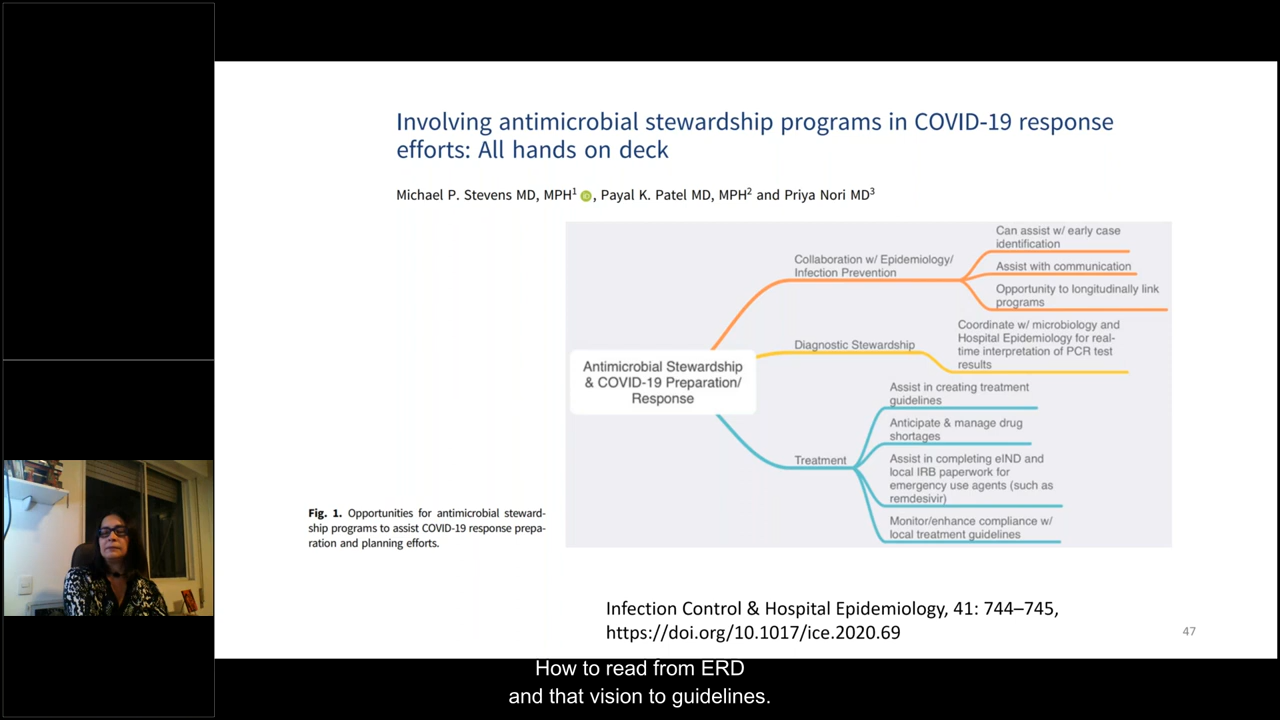 Involving antimicrobial stewardship programs in COVID-19 response
efforts: All hands on deck
Michael P. Stevens MD, MPH1 iD, Payal K. Patel MD, MPH2 and Priya Nori MD3
Can assist w/ early case
identification
Collaboration w/ Epidemiology/
Infection Prevention
Assist with communication
Opportunity to longitudinally link
programs
Diagnostic Stewardship
Coordinate w/ microbiology and
Hospital Epidemiology for real-
time interpretation of PCR test
results
Antimicrobial Stewardship
& COVID-19 Preparation/
Response
Treatment
Assist in creating treatment
guidelines
Anticipate & manage drug
shortages
Assist in completing eIND and
local IRB paperwork for
emergency use agents (such as
remdesivir)
Monitor/enhance compliance w/
local treatment guidelines
Fig. 1. Opportunities for antimicrobial steward-
ship programs to assist COVID-19 response prepa-
ration and planning efforts.
Infection Control & Hospital Epidemiology, 41: 744–745,
https://doi.org/10.1017/ice.2020.69
47
How to read from ERD
and that vision to guidelines.